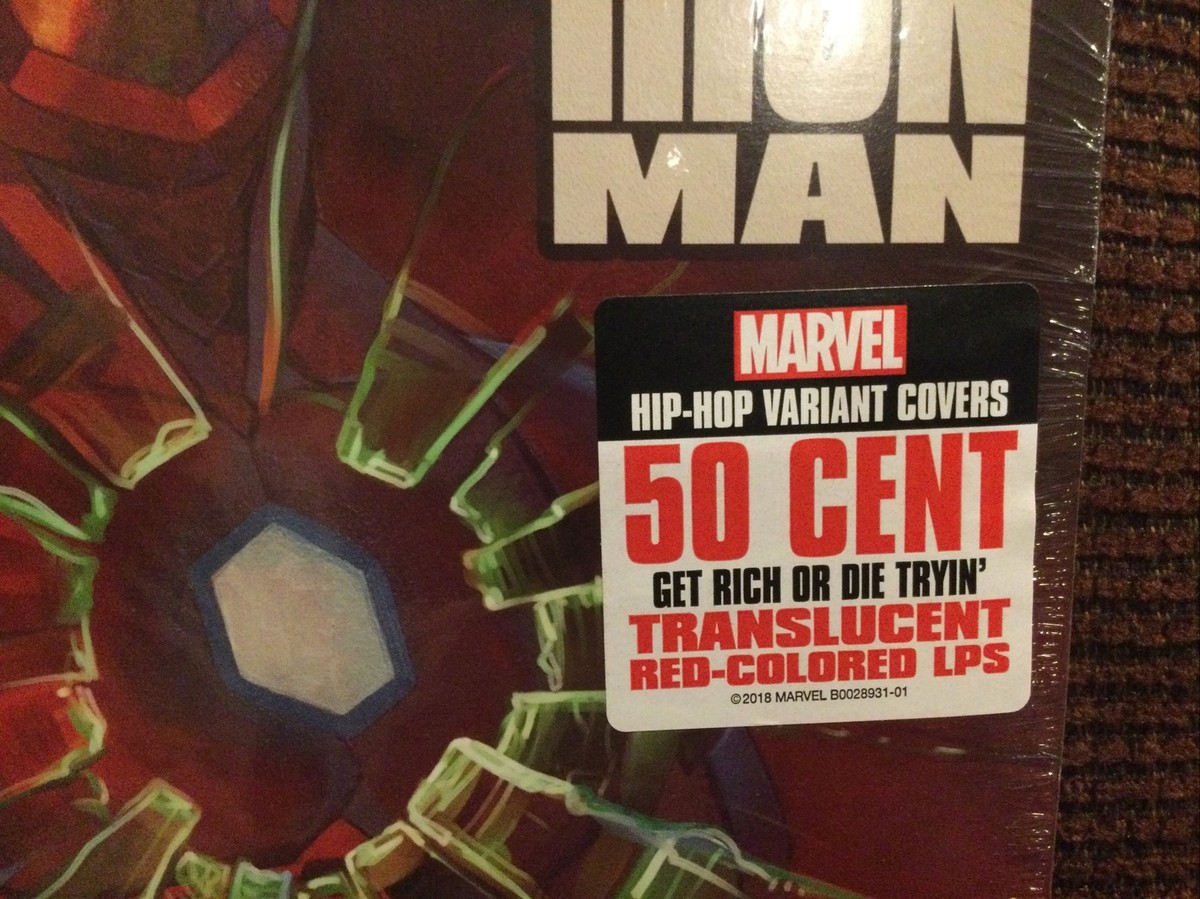 IRON
MAN
MARVEL
HIP-HOP VARIANT COVERS
50 CENT
GET RICH OR DIE TRYIN'
TRANSLUCENT
RED-COLORED LPS
©2018 MARVEL B0028931-01